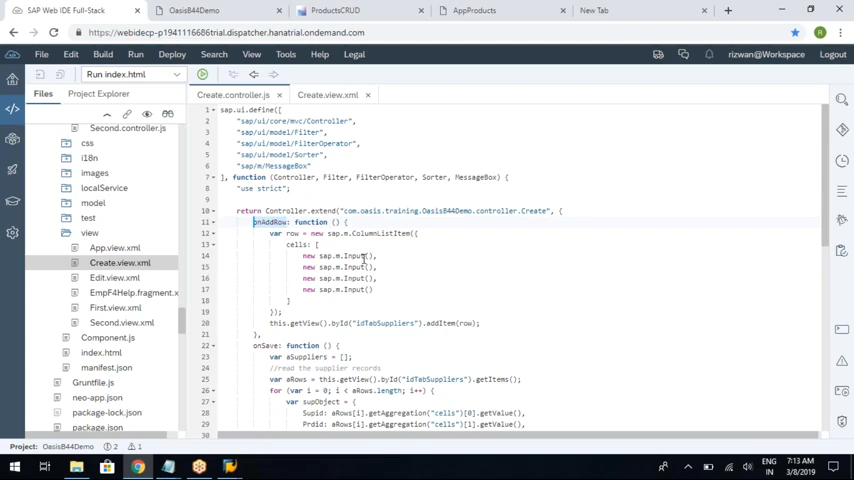 SAP Web IDE Full-Stack
OasisB44Demo
ProductsCRUD
AppProducts
New Tab
https://webidecp-p1941116686trial.dispatcher.hanatrial.ondemand.com
File Edit Build Run Deploy Search View Tools Help Legal
rizwan@Workspace Logout
Run index.html
Files Project Explorer
Create.controller.js
Create.view.xml
Second.controller.js
css
i18n
images
localService
model
test
view
App.view.xml
Create.view.xml
Edit.view.xml
EmpF4Help.fragment.x
First.view.xml
Second.view.xml
Component.js
index.html
manifest.json
Gruntfile.js
neo-app.json
package-lock.json
package.json
1 sap.ui.define([
2 "sap/ui/core/mvc/Controller",
3 "sap/ui/model/Filter",
4 "sap/ui/model/FilterOperator",
5 "sap/ui/model/Sorter",
6 "sap/m/MessageBox"
7 ], function (Controller, Filter, FilterOperator, Sorter, MessageBox) {
8 "use strict";
9
10 return Controller.extend("com.oasis.training.OasisB44Demo.controller.Create", {
11 onAddRow: function () {
12 var row = new sap.m.ColumnListItem({
13 cells: [
14 new sap.m.Input(),
15 new sap.m.Input(),
16 new sap.m.Input(),
17 new sap.m.Input()
18 ]
19 });
20 this.getView().byId("idTabSuppliers").addItem(row);
21 },
22 onSave: function () {
23 var aSuppliers = [];
24 //read the supplier records
25 var aRows = this.getView().byId("idTabSuppliers").getItems();
26 for (var i = 0; i < aRows.length; i++) {
27 var supObject = {
28 Supid: aRows[i].getAggregation("cells")[0].getValue(),
29 Prdid: aRows[i].getAggregation("cells")[1].getValue(),
30
Project: OasisB44Demo 2 1
ENG
IN
7:13 AM
3/8/2019